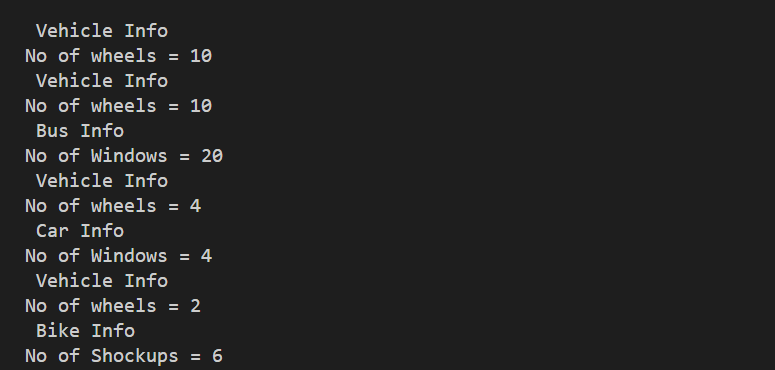 Vehicle Info
No of wheels = 10
Vehicle Info
No of wheels = 10
Bus Info
No of Windows = 20
Vehicle Info
No of wheels = 4
Car Info
No of Windows = 4
Vehicle Info
No of wheels = 2
Bike Info
No of Shockups = 6